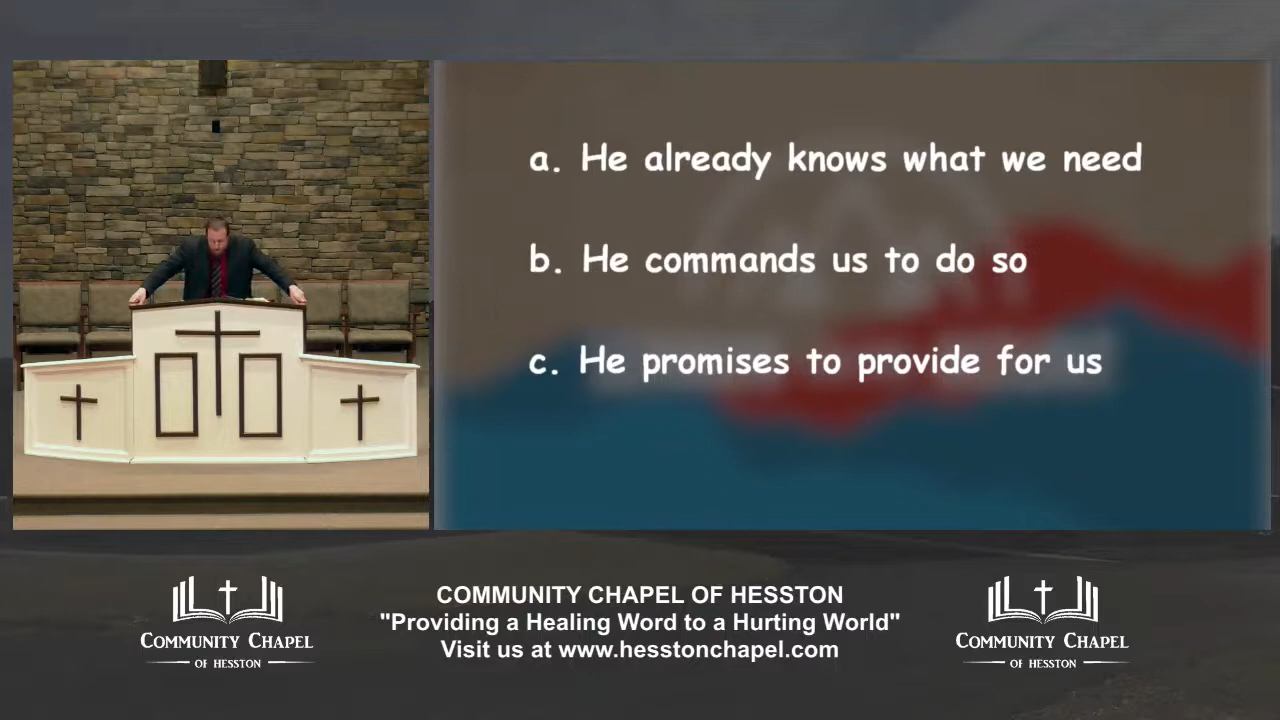 a. He already knows what we need
b. He commands us to do so
c. He promises to provide for us
COMMUNITY CHAPEL
OF HESSTON
COMMUNITY CHAPEL OF HESSTON
"Providing a Healing Word to a Hurting World"
Visit us at www.hesstonchapel.com
COMMUNITY CHAPEL
OF HESSTON